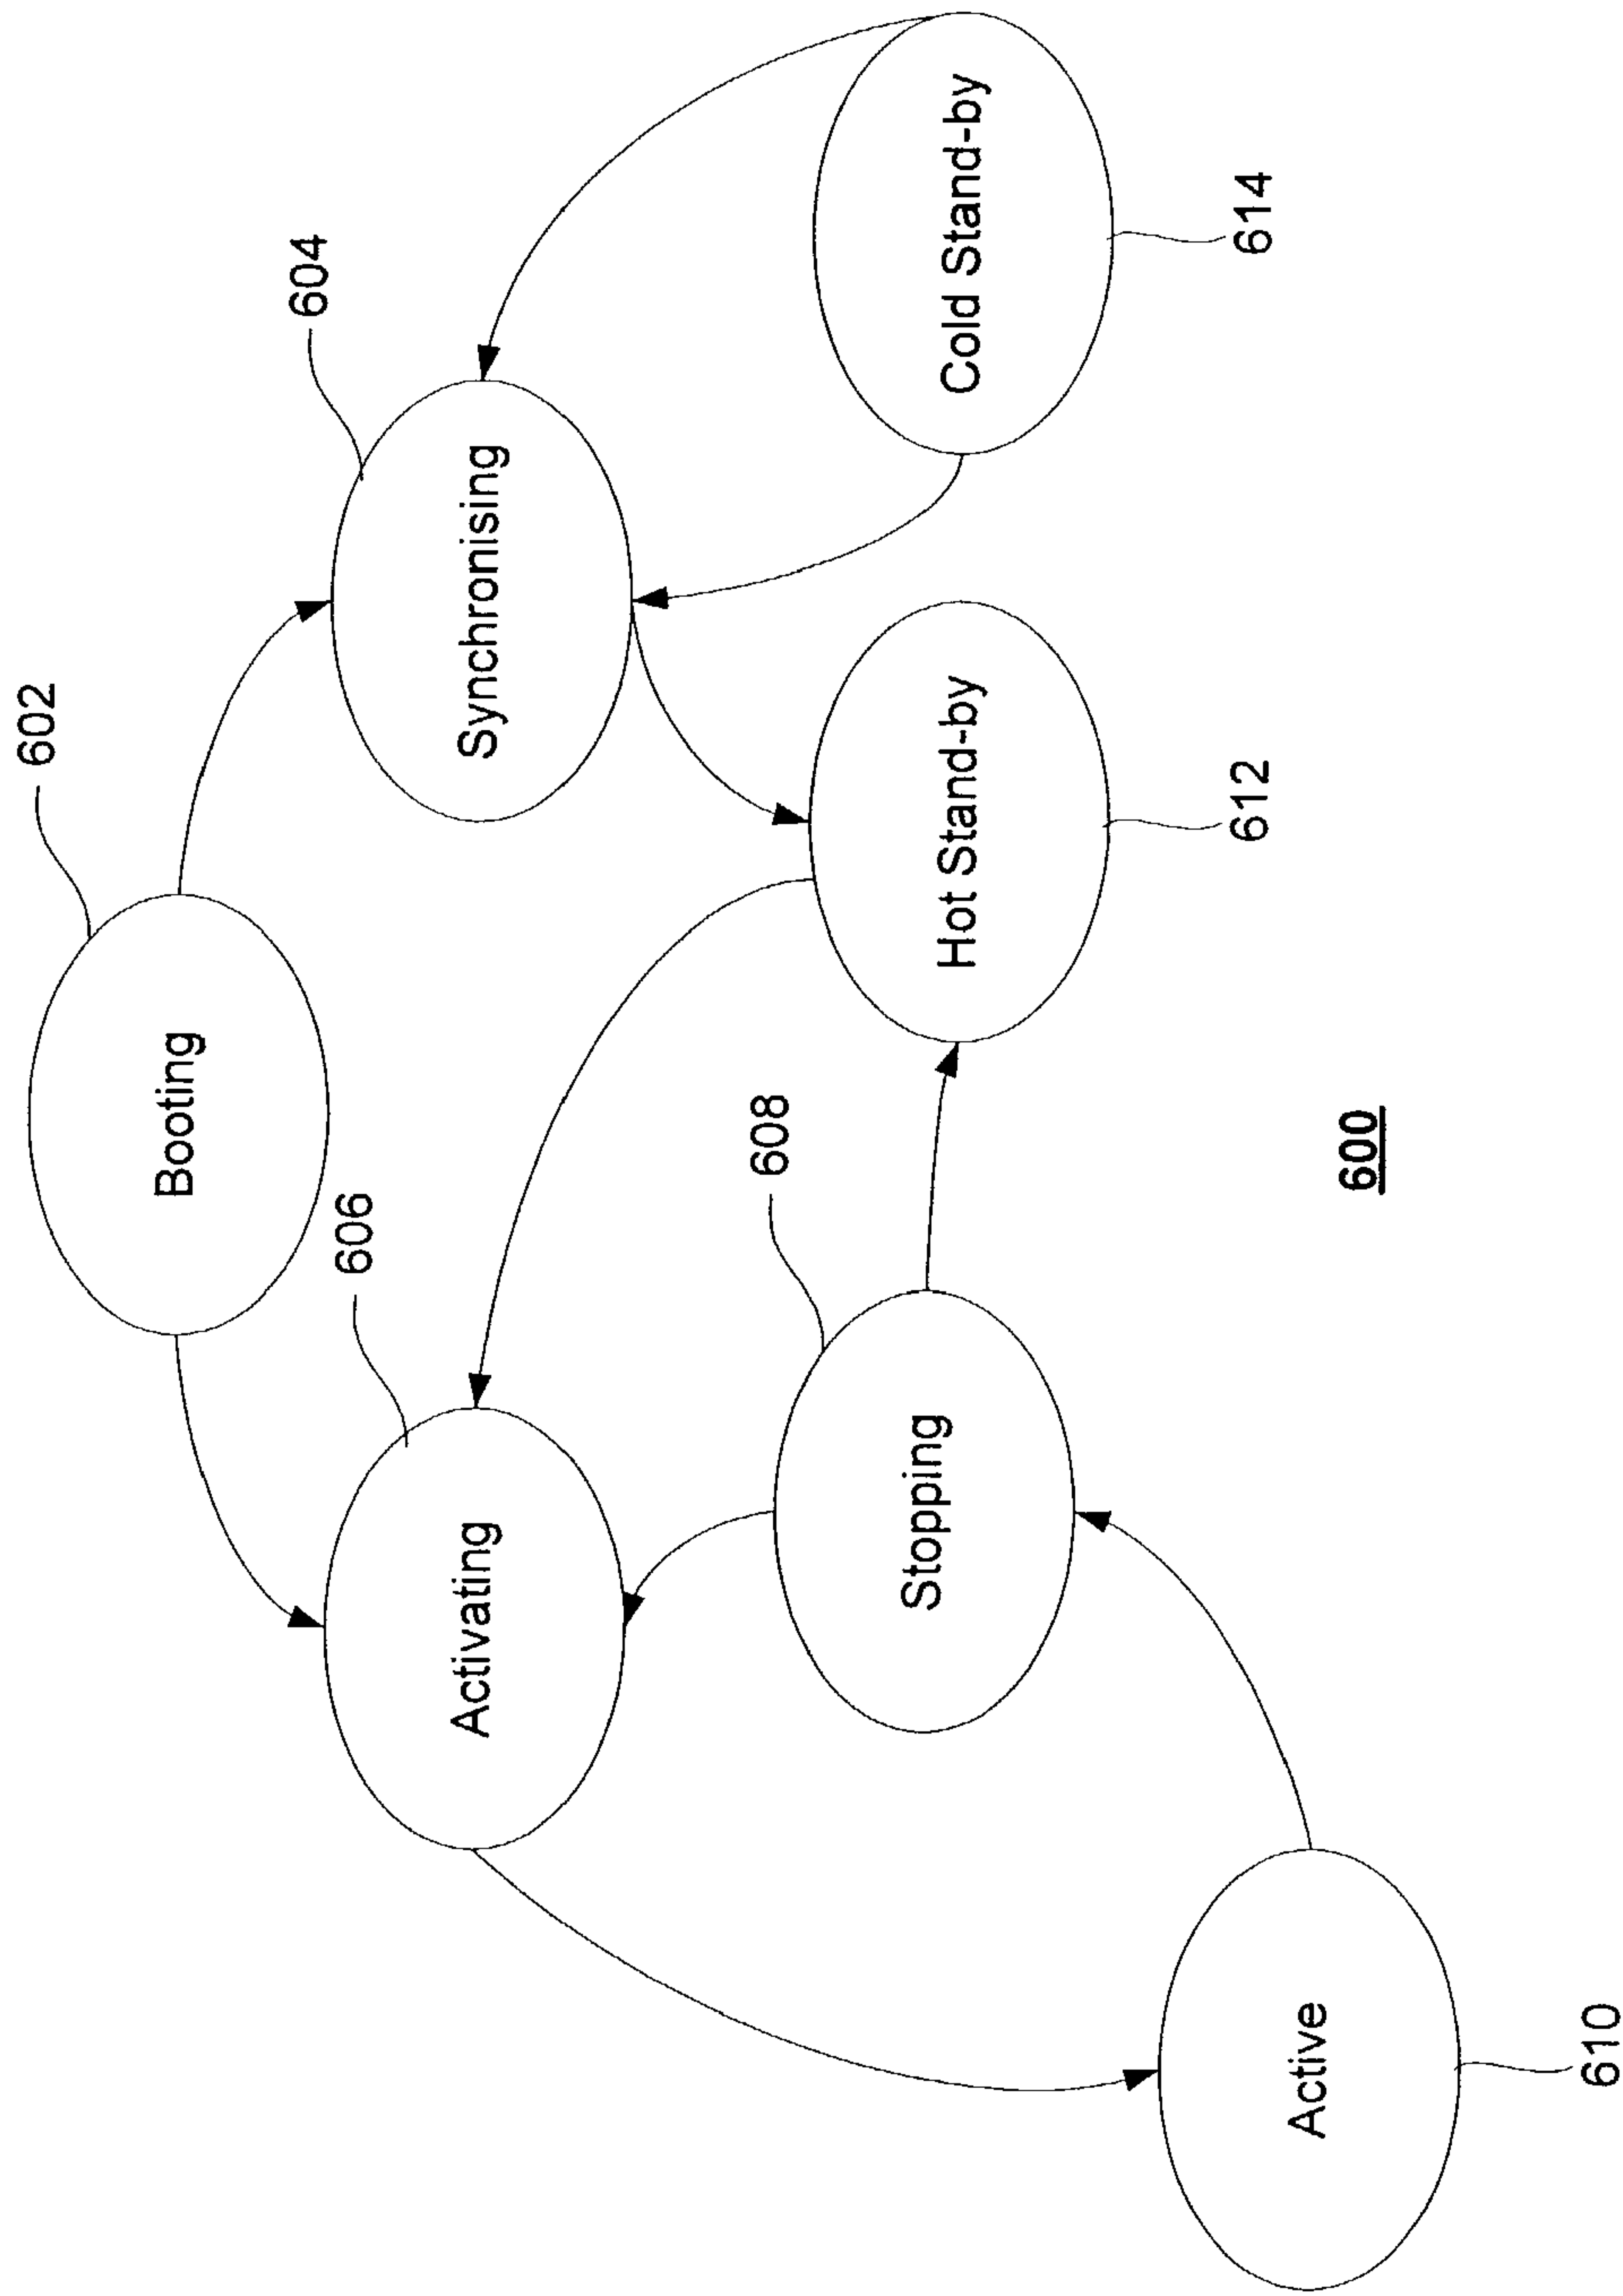 602
Booting
604
606
Synchronising
Activating
608
Stopping
Hot Stand-by
Cold Stand-by
612
614
Active
610
600